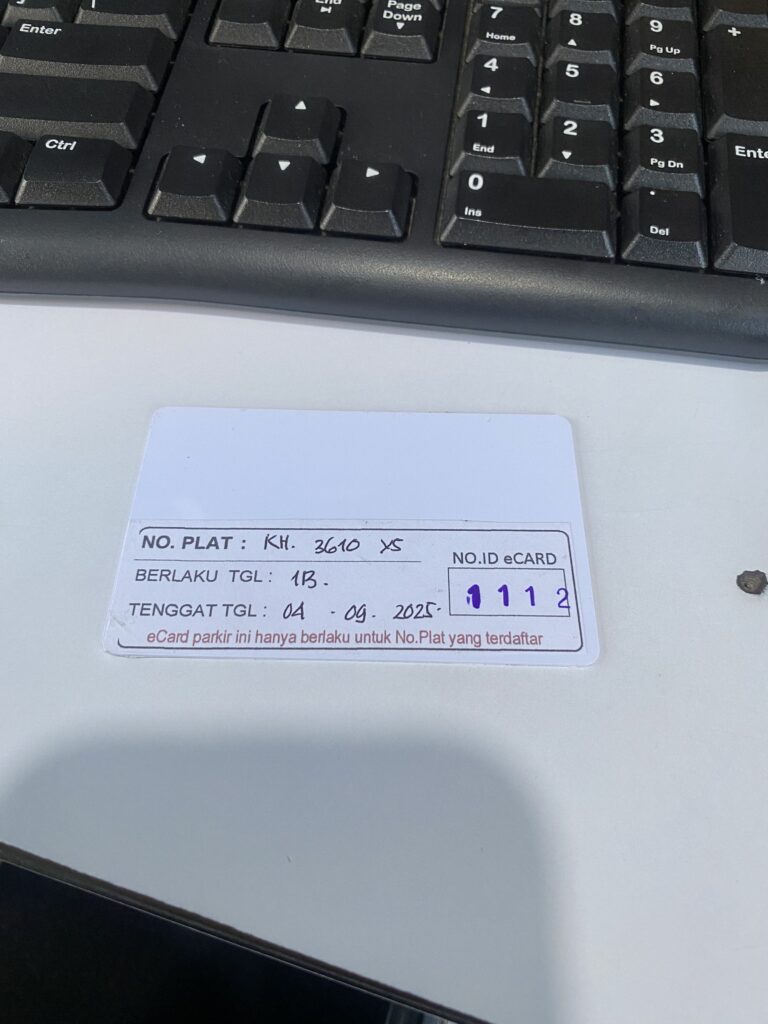 Enter
End
Page Down
7 Home
8
9 Pg Up
+
4
5
6
Ctrl
1 End
2
3 Pg Dn
Enter
0 Ins
. Del
NO. PLAT : KH. 3610 XS
BERLAKU TGL : 1B.
NO.ID eCARD
1112
TENGGAT TGL : 04 - 09. 2025.
eCard parkir ini hanya berlaku untuk No.Plat yang terdaftar